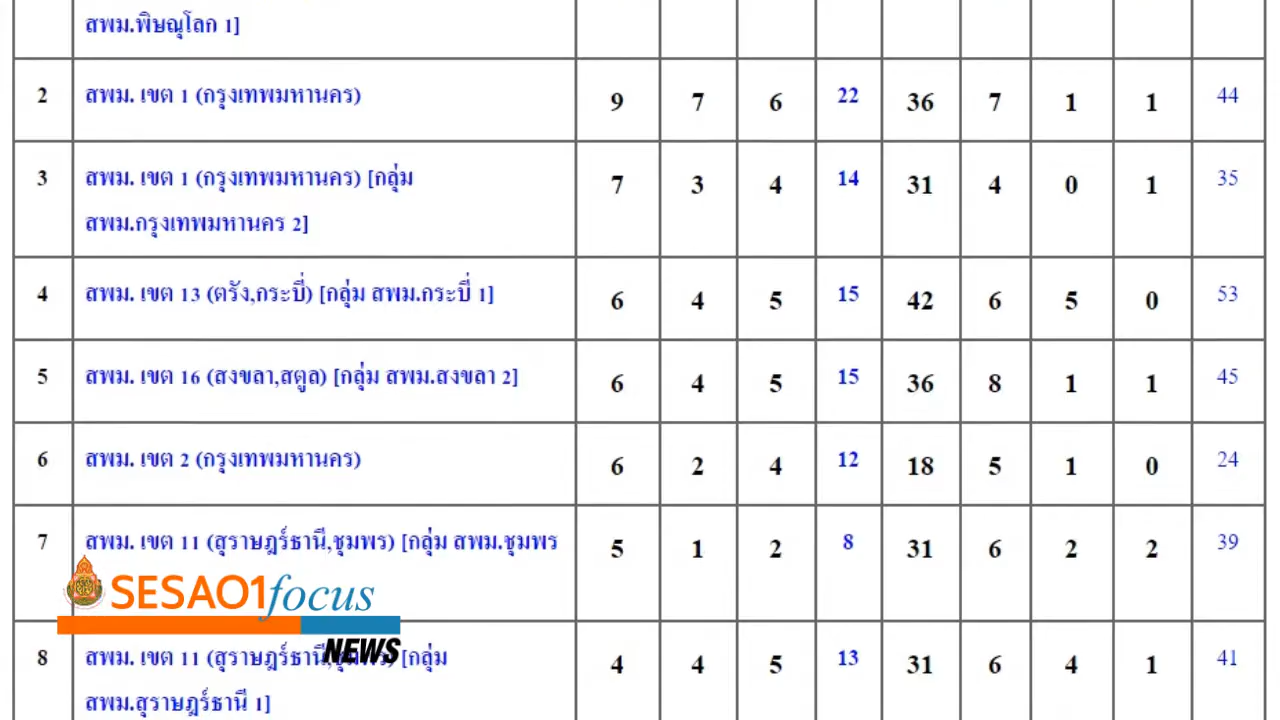 สพม.พิษณุโลก 1]
2 สพม. เขต 1 (กรุงเทพมหานคร) 9 7 6 22 36 7 1 1 44
3 สพม. เขต 1 (กรุงเทพมหานคร) [กลุ่ม 7 3 4 14 31 4 0 1 35
สพม.กรุงเทพมหานคร 2]
4 สพม. เขต 13 (ตรัง,กระบี่) [กลุ่ม สพม.กระบี่ 1] 6 4 5 15 42 6 5 0 53
5 สพม. เขต 16 (สงขลา,สตูล) [กลุ่ม สพม.สงขลา 2] 6 4 5 15 36 8 1 1 45
6 สพม. เขต 2 (กรุงเทพมหานคร) 6 2 4 12 18 5 1 0 24
7 สพม. เขต 11 (สุราษฎร์ธานี,ชุมพร) [กลุ่ม สพม.ชุมพร 5 1 2 8 31 6 2 2 39
SESAO1focus
NEWS
8 สพม. เขต 11 (สุราษฎร์ธานี,ชุมพร) [กลุ่ม 4 4 5 13 31 6 4 1 41
สพม.สุราษฎร์ธานี 1]